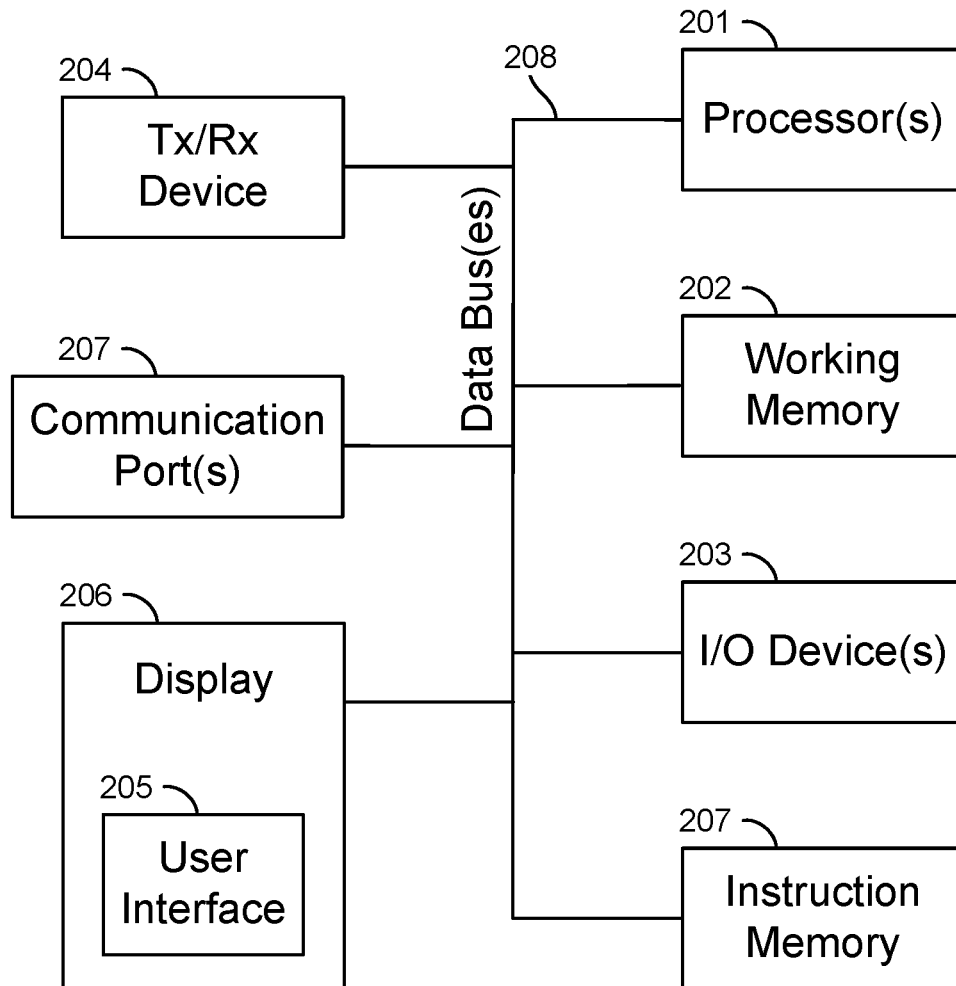 204
Tx/Rx
Device
207
Communication
Port(s)
206
Display
205
User
Interface
208
Data Bus(es)
201
Processor(s)
202
Working
Memory
203
I/O Device(s)
207
Instruction
Memory